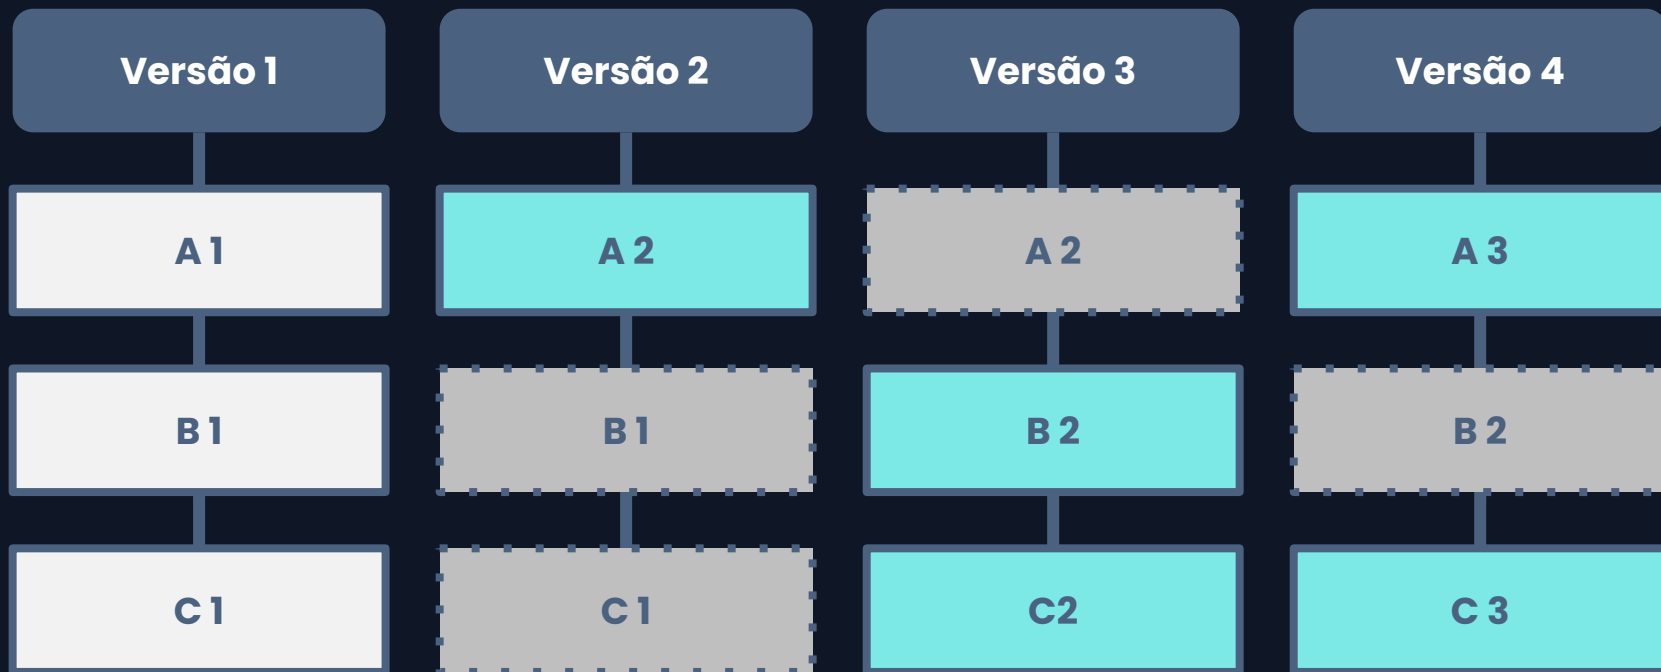 Versão 1
Versão 2
Versão 3
Versão 4
A 1
A 2
A 2
A 3
B 1
B 1
B 2
B 2
C 1
C 1
C2
C 3